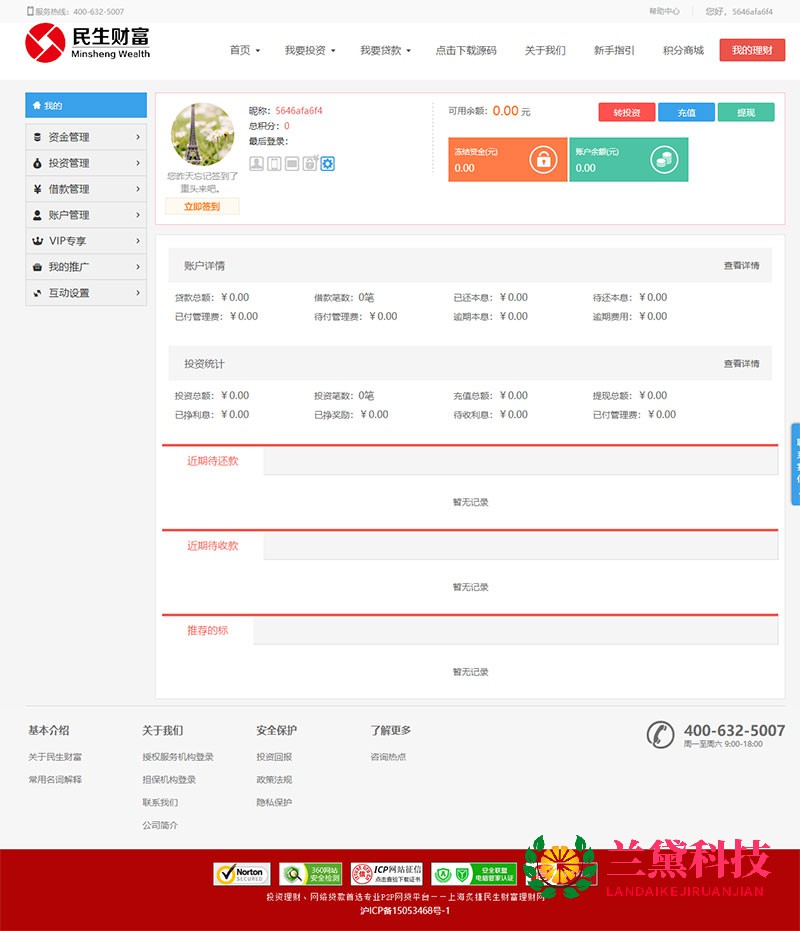 服务热线：400-632-5007
帮助中心
您好，5646afa6f4
民生财富
Minsheng Wealth
首页
我要投资
我要贷款
点击下载源码
关于我们
新手指引
积分商城
我的理财
我的
资金管理
投资管理
借款管理
账户管理
VIP专享
我的推广
互动设置
您昨天忘记签到了
重头来吧。
立即签到
昵称：5646afa6f4
总积分：0
最后登录：
可用余额：0.00 元
转投资
充值
提现
冻结资金(元)
0.00
账户余额(元)
0.00
账户详情
查看详情
贷款总额：￥0.00 借款笔数：0笔 已还本息：￥0.00 待还本息：￥0.00
已付管理费：￥0.00 待付管理费：￥0.00 逾期本息：￥0.00 逾期费用：￥0.00
投资统计
查看详情
投资总额：￥0.00 投资笔数：0笔 充值总额：￥0.00 提现总额：￥0.00
已挣利息：￥0.00 已挣奖励：￥0.00 待收利息：￥0.00 已付管理费：￥0.00
近期待还款
暂无记录
近期待收款
暂无记录
推荐的标
暂无记录
基本介绍
关于民生财富
常用名词解释
关于我们
授权服务机构登录
担保机构登录
联系我们
公司简介
安全保护
投资回报
政策法规
隐私保护
了解更多
咨询热点
400-632-5007
周一至周六 9:00-18:00
Norton
SECURED
360网站
安全检测
ICP网站征信
点击查验下载证书
安全联盟
电脑管家认证
投资理财、网络贷款首选专业P2P网贷平台——上海炙捷民生财富理财网
沪ICP备15053468号-1
兰黛科技
LANDAIKEJIRUANJIAN